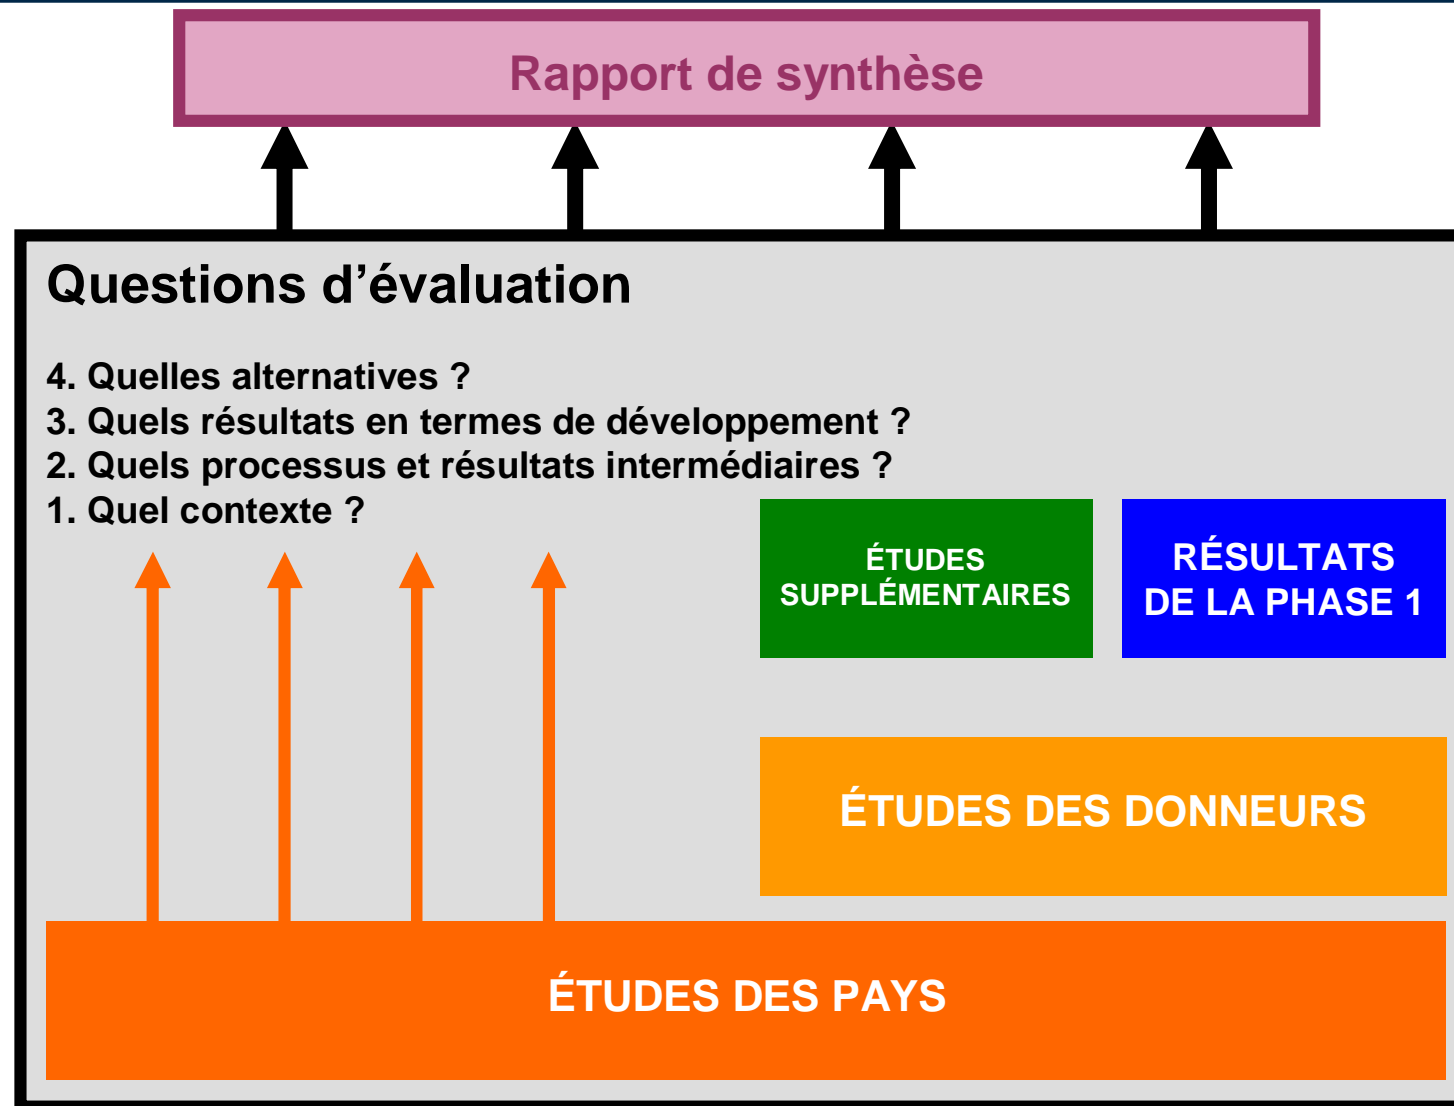 Rapport de synthèse
Questions d’évaluation
4. Quelles alternatives ?
3. Quels résultats en termes de développement ?
2. Quels processus et résultats intermédiaires ?
1. Quel contexte ?
ÉTUDES
SUPPLÉMENTAIRES
RÉSULTATS
DE LA PHASE 1
ÉTUDES DES DONNEURS
ÉTUDES DES PAYS